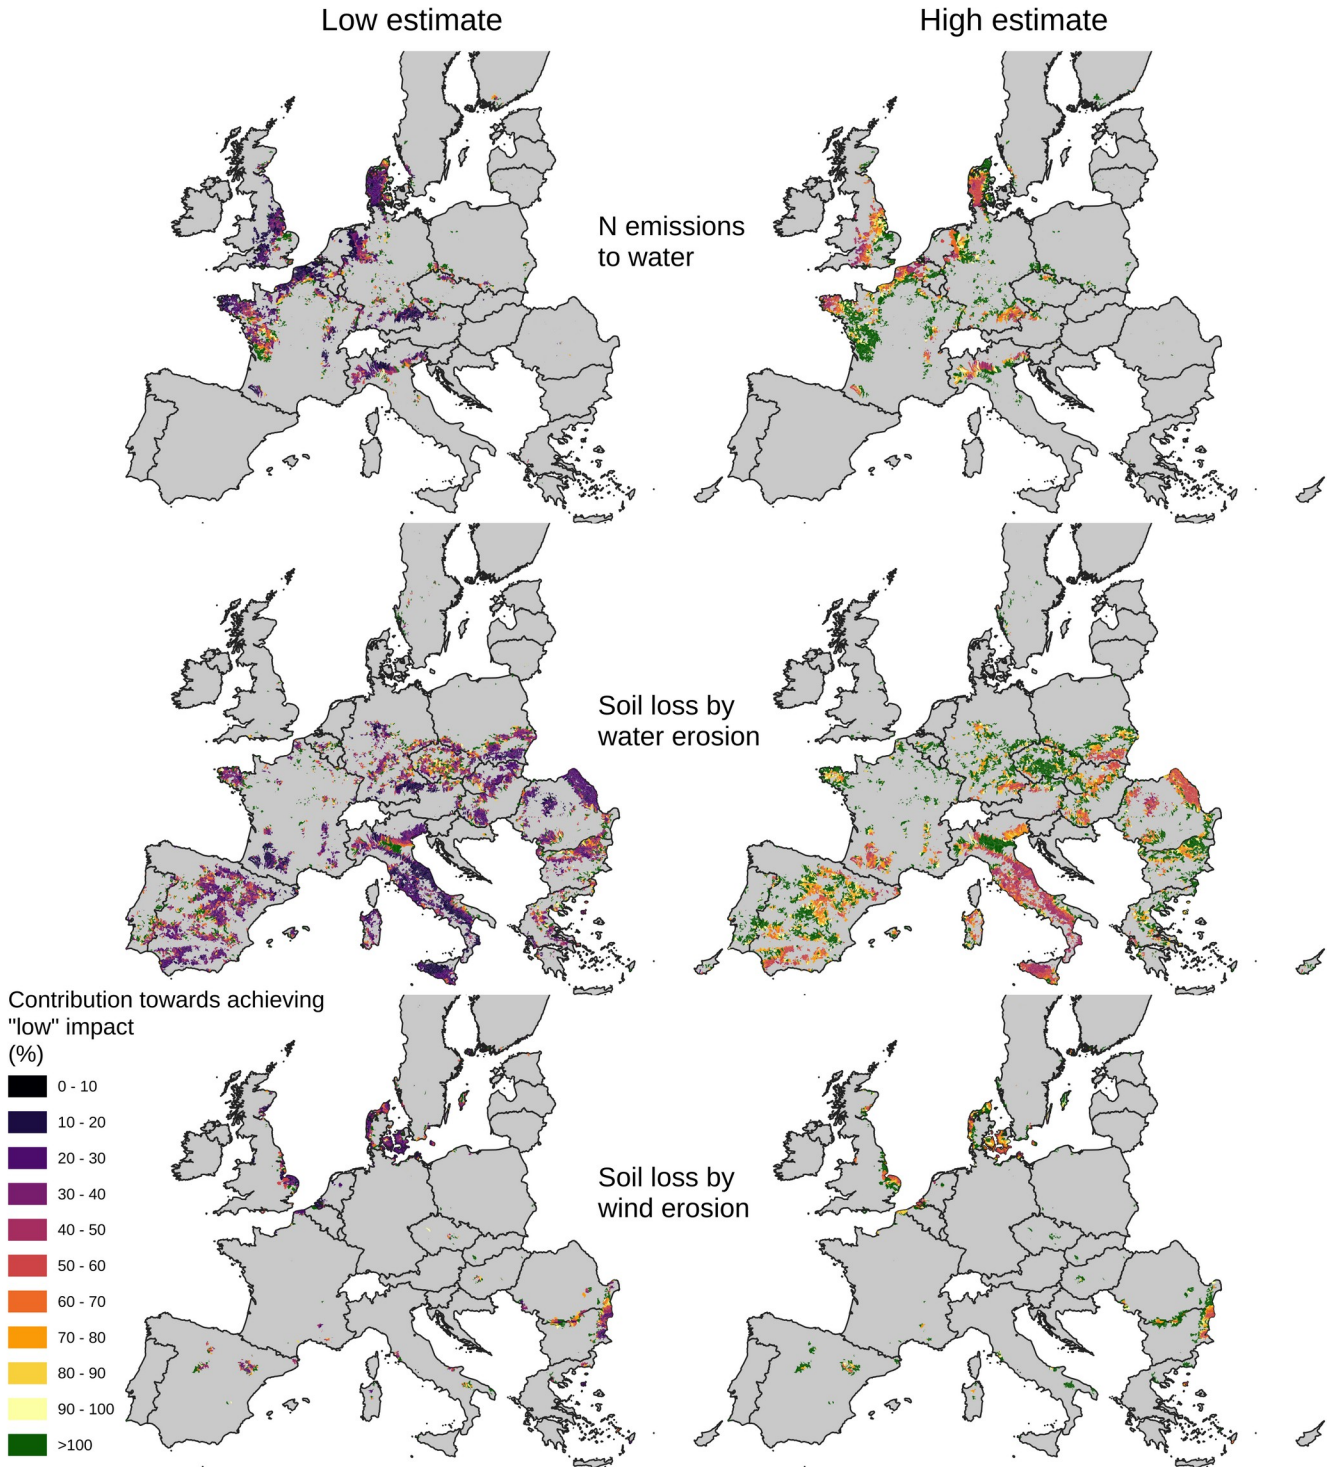 Low estimate
High estimate
N emissions
to water
Soil loss by
water erosion
Contribution towards achieving
"low" impact
(%)
0 - 10
10 - 20
20 - 30
30 - 40
40 - 50
50 - 60
60 - 70
70 - 80
80 - 90
90 - 100
>100
Soil loss by
wind erosion